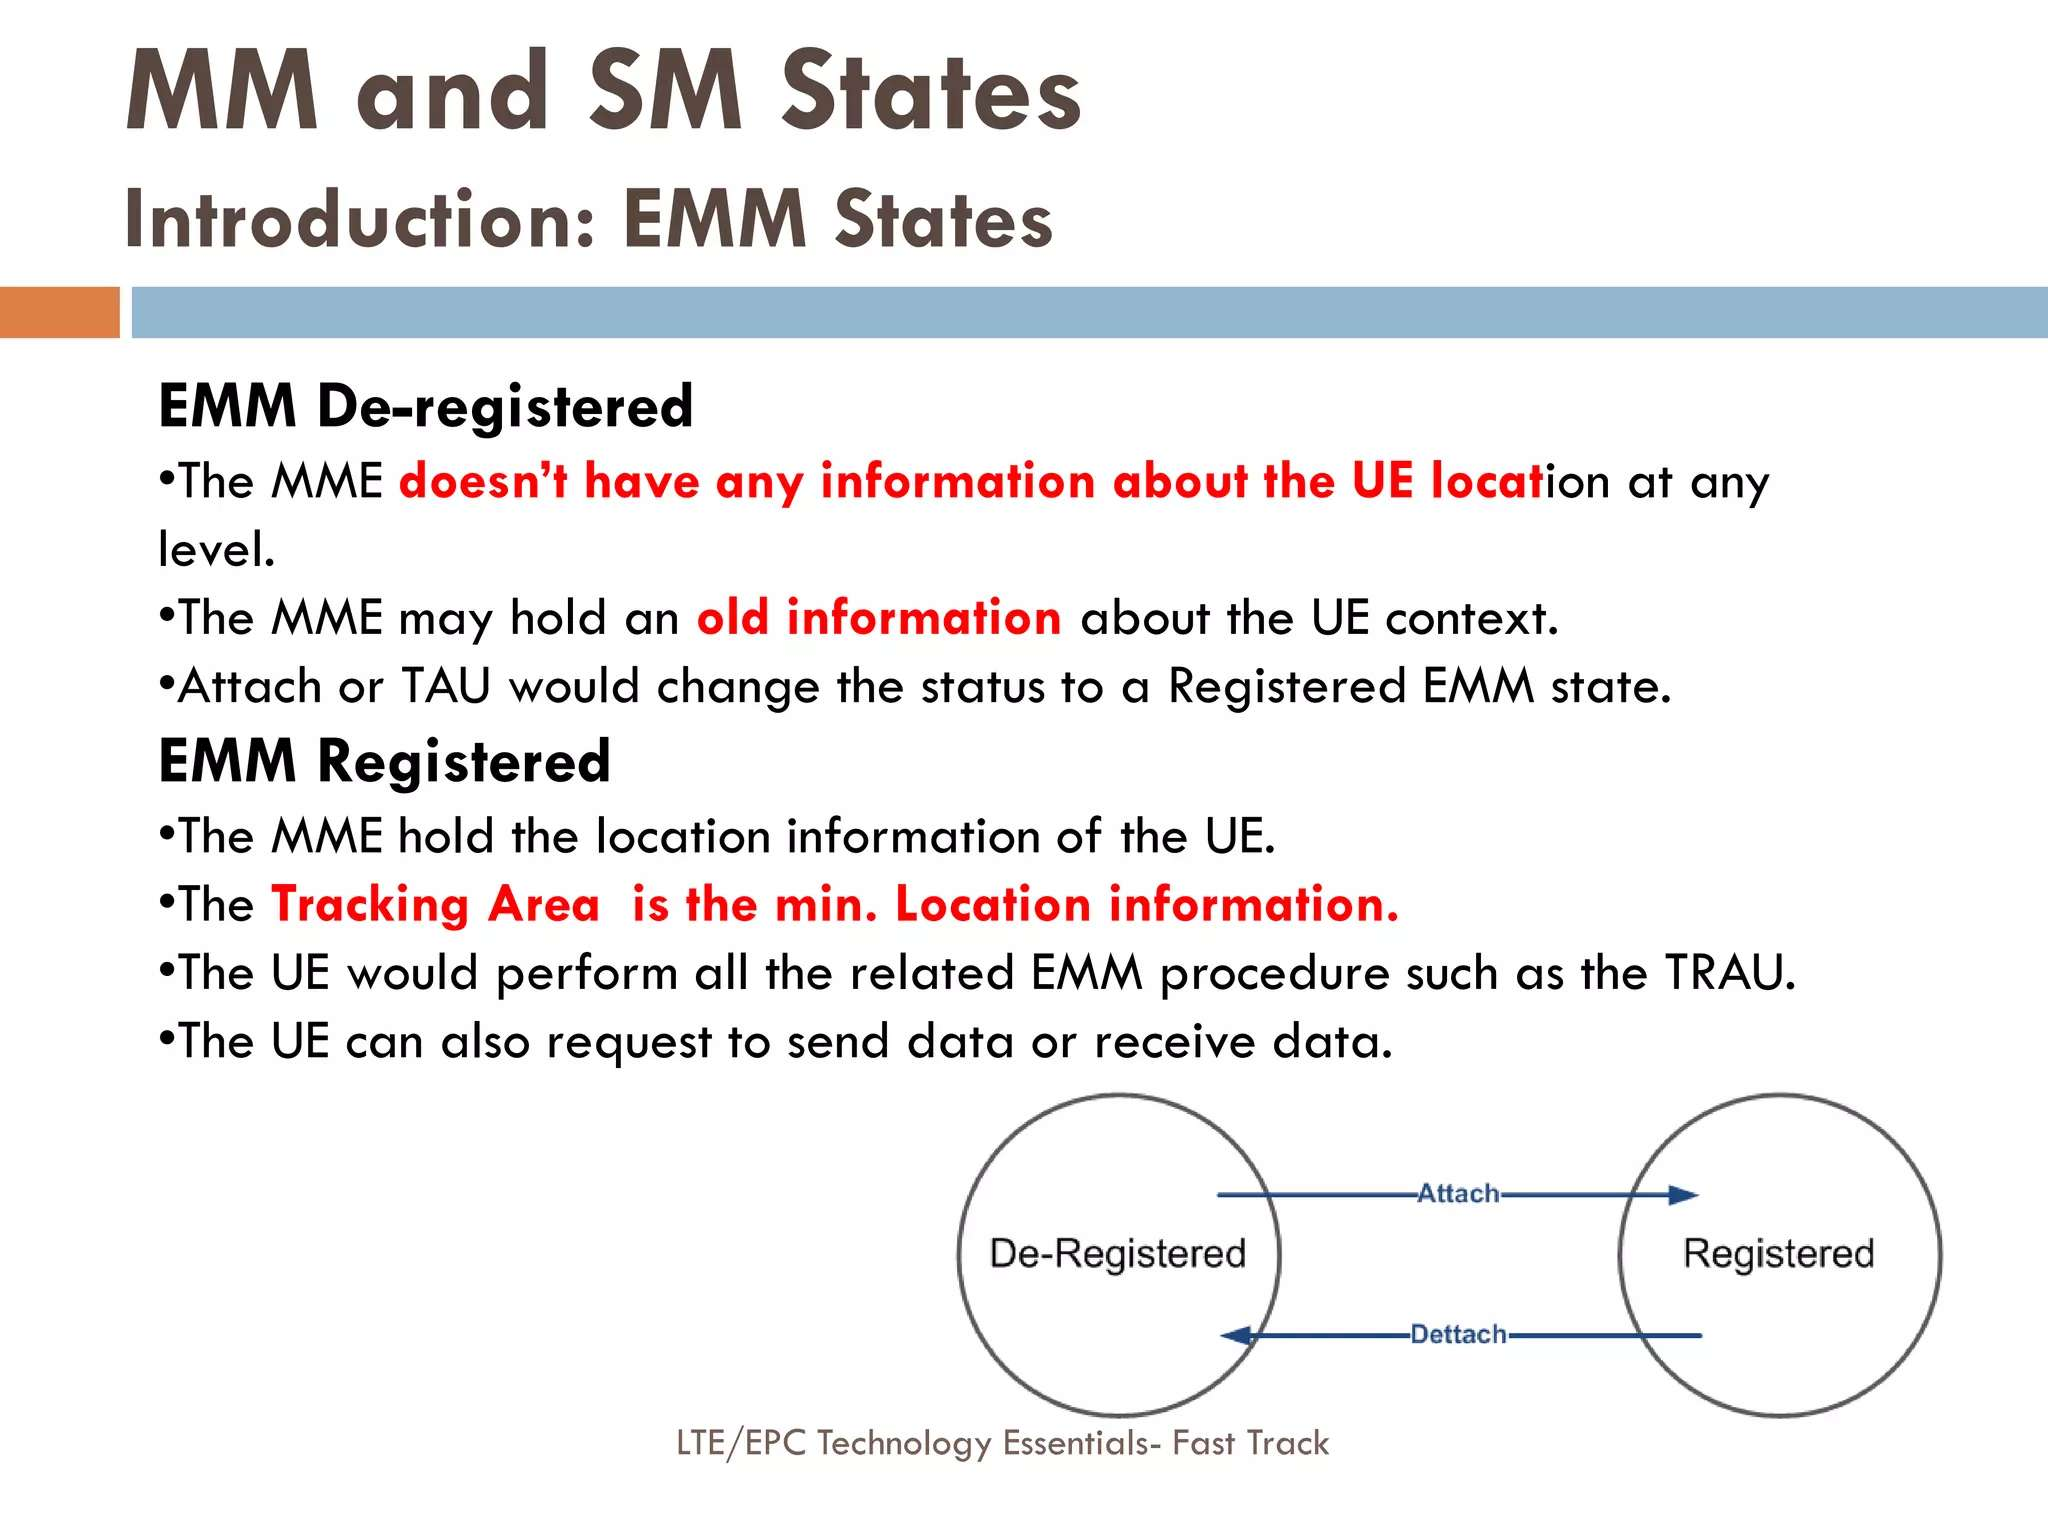 MM and SM States
Introduction: EMM States
EMM De-registered
•The MME doesn’t have any information about the UE location at any
level.
•The MME may hold an old information about the UE context.
•Attach or TAU would change the status to a Registered EMM state.
EMM Registered
•The MME hold the location information of the UE.
•The Tracking Area  is the min. Location information.
•The UE would perform all the related EMM procedure such as the TRAU.
•The UE can also request to send data or receive data.
Attach
De-Registered
Registered
Dettach
LTE/EPC Technology Essentials- Fast Track